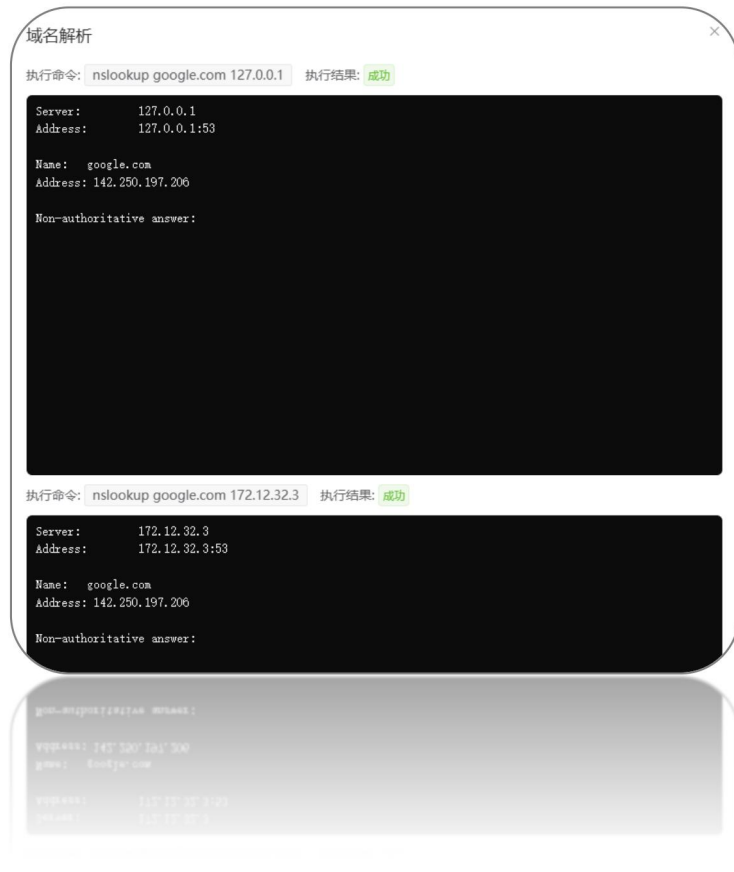 域名解析
执行命令: nslookup google.com 127.0.0.1 执行结果: 成功
Server: 127.0.0.1
Address: 127.0.0.1:53
Name: google.com
Address: 142.250.197.206
Non-authoritative answer:
执行命令: nslookup google.com 172.12.32.3 执行结果: 成功
Server: 172.12.32.3
Address: 172.12.32.3:53
Name: google.com
Address: 142.250.197.206
Non-authoritative answer: